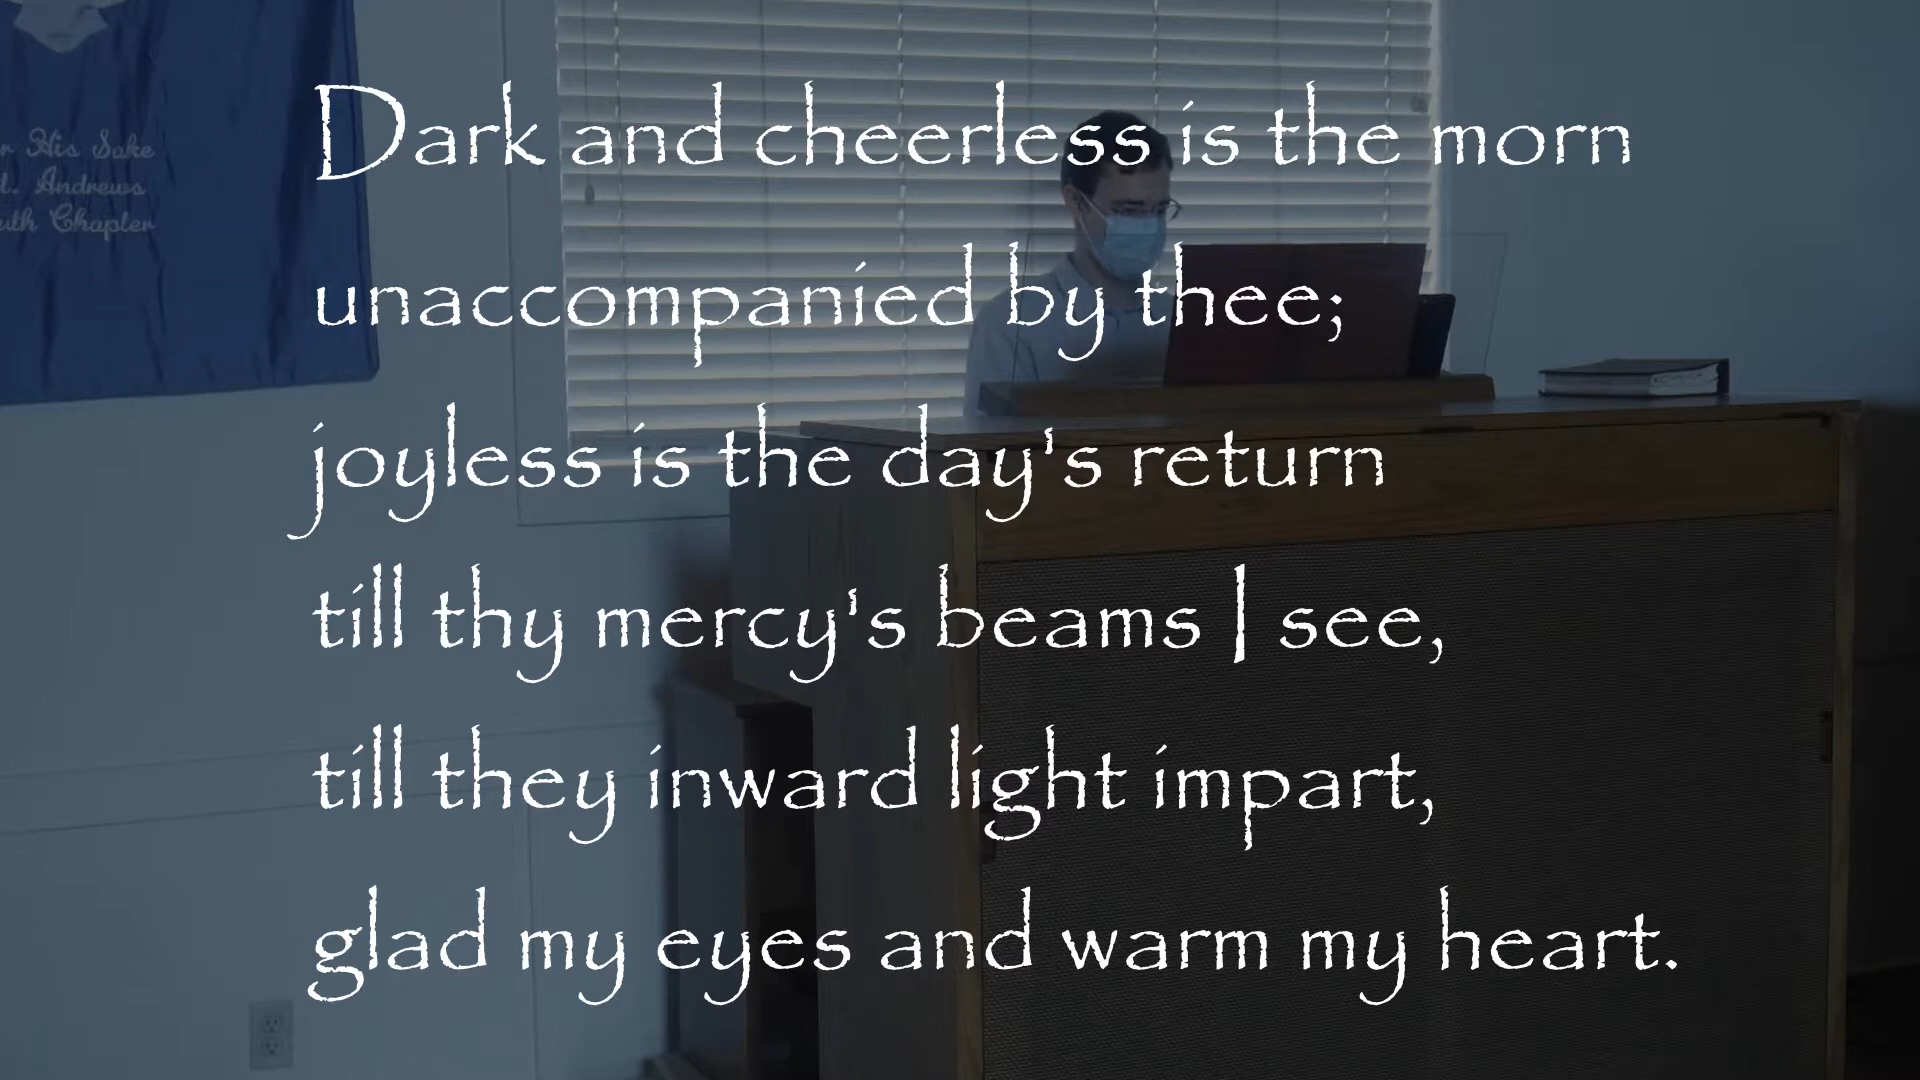 His Sake
Andrews
Chapter
Dark and cheerless is the morn
unaccompanied by thee;
joyless is the day's return
till thy mercy's beams I see,
till they inward light impart,
glad my eyes and warm my heart.